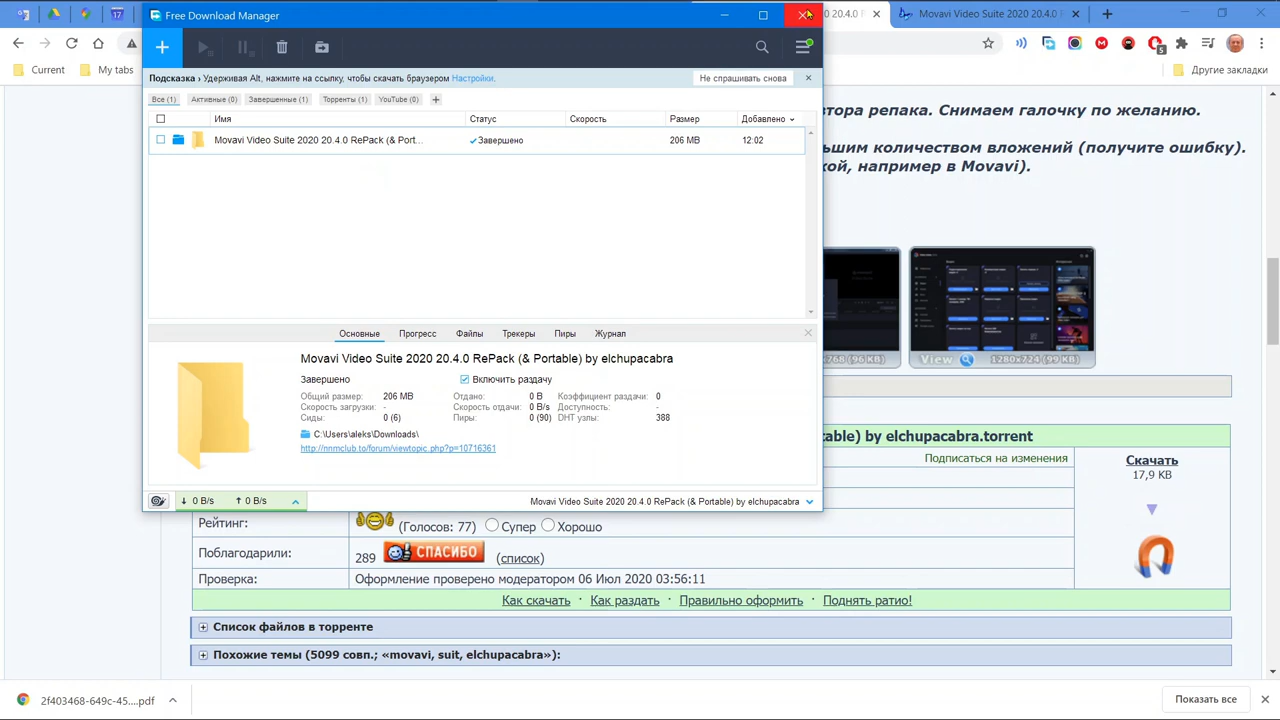 Free Download Manager
20.4.0 F
Movavi Video Suite 2020 20.4.0 F
Current
My tabs
Другие закладки
Подсказка › Удерживая Alt, нажмите на ссылку, чтобы скачать браузером Настройки.
Не спрашивать снова
Все (1)
Активные (0)
Завершенные (1)
Торренты (1)
YouTube (0)
Имя
Статус
Скорость
Размер
Добавлено
Movavi Video Suite 2020 20.4.0 RePack (& Port...
Завершено
206 MB
12:02
втора репака. Снимаем галочку по желанию.
ьшим количеством вложений (получите ошибку).
кой, например в Movavi).
768 (96 KB)
View
1280x724 (99 KB)
Основные
Прогресс
Файлы
Трекеры
Пиры
Журнал
Movavi Video Suite 2020 20.4.0 RePack (& Portable) by elchupacabra
Завершено
Включить раздачу
Общий размер: 206 MB
Отдано: 0 B
Коэффициент раздачи: 0
Скорость загрузки: -
Скорость отдачи: 0 B/s
Доступность: -
Сиды: 0 (6)
Пиры: 0 (90)
DHT узлы: 388
C:\Users\aleks\Downloads\
http://nnmclub.to/forum/viewtopic.php?p=10716361
↓ 0 B/s ↑ 0 B/s
Movavi Video Suite 2020 20.4.0 RePack (& Portable) by elchupacabra
able) by elchupacabra.torrent
Подписаться на изменения
Скачать
17,9 KB
Рейтинг:
(Голосов: 77) Супер Хорошо
Поблагодарили:
289 СПАСИБО (список)
Проверка:
Оформление проверено модератором 06 Июл 2020 03:56:11
Как скачать · Как раздать · Правильно оформить · Поднять ратио!
Список файлов в торренте
Похожие темы (5099 совп.; «movavi, suit, elchupacabra»):
2f403468-649c-45....pdf
Показать все